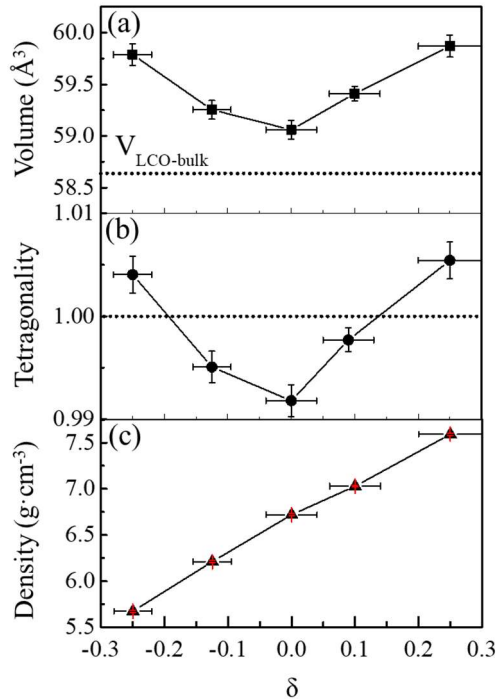 (a)
Volume (Å³)
60.0
59.5
59.0
58.5
V LCO-bulk
1.01
(b)
Tetragonality
1.00
0.99
(c)
Density (g·cm⁻³)
7.5
7.0
6.5
6.0
5.5
-0.3 -0.2 -0.1 0.0 0.1 0.2 0.3
δ